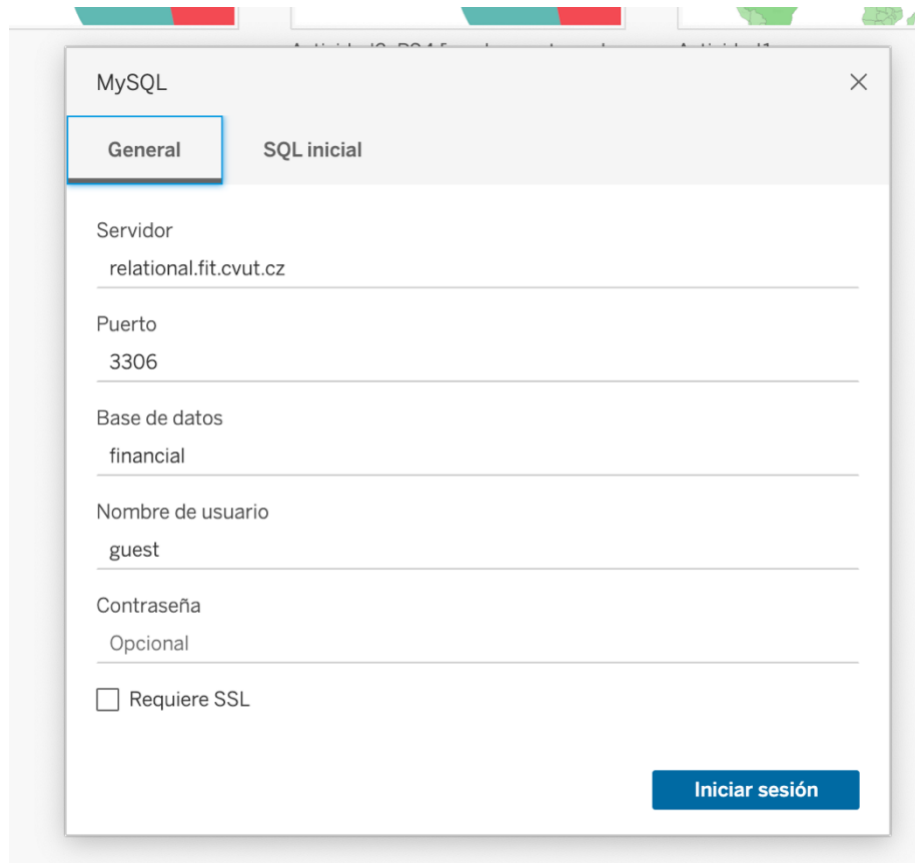 MySQL
General
SQL inicial
Servidor
relational.fit.cvut.cz
Puerto
3306
Base de datos
financial
Nombre de usuario
guest
Contraseña
Opcional
Requiere SSL
Iniciar sesión